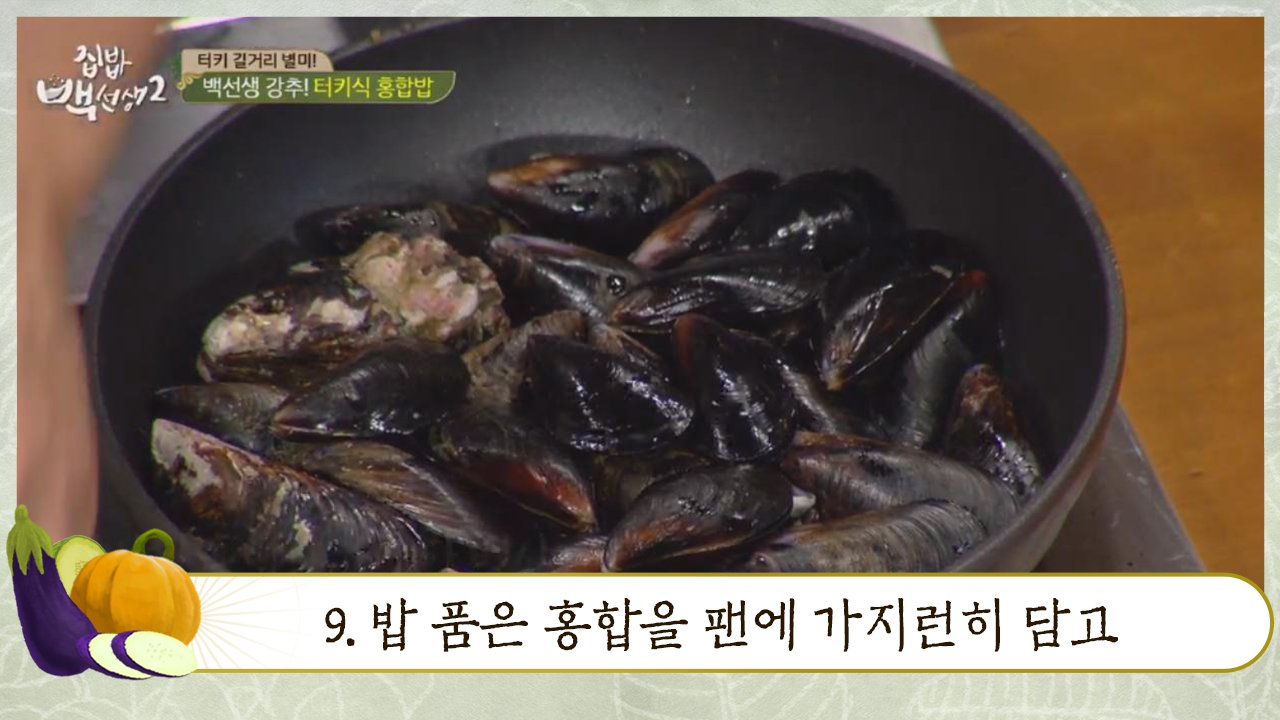 집밥
백선생2
터키 길거리 별미!
백선생 강추! 터키식 홍합밥
9. 밥 품은 홍합을 팬에 가지런히 담고